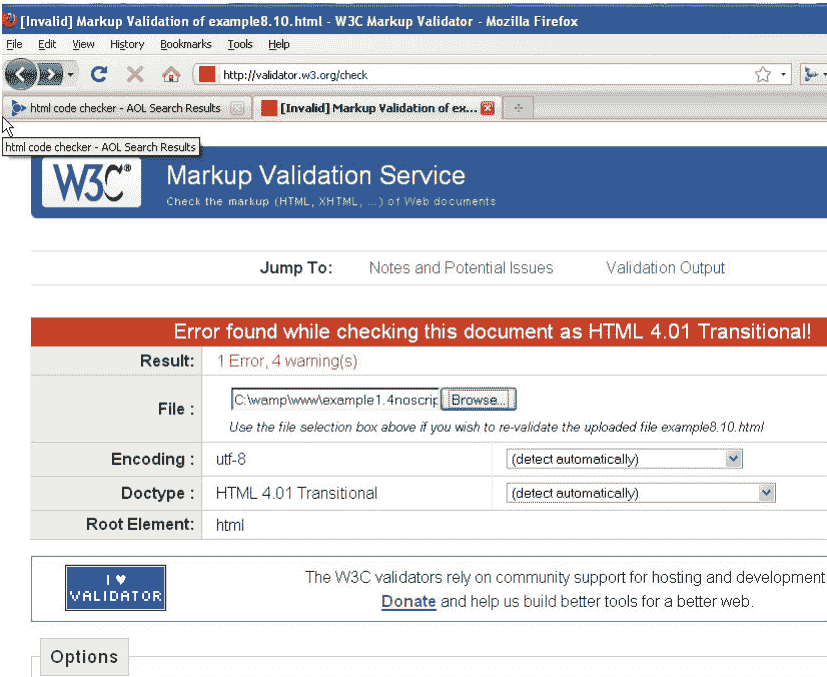 [Invalid] Markup Validation of example8.10.html - W3C Markup Validator - Mozilla Firefox
File Edit View History Bookmarks Tools Help
http://validator.w3.org/check
html code checker - AOL Search Results [Invalid] Markup Validation of ex...
html code checker - AOL Search Results
W3C® Markup Validation Service
Check the markup (HTML, XHTML, ...) of Web documents
Jump To: Notes and Potential Issues Validation Output
Error found while checking this document as HTML 4.01 Transitional!
Result: 1 Error, 4 warning(s)
File : C:\wamp\www\example1.4noscrip Browse...
Use the file selection box above if you wish to re-validate the uploaded file example8.10.html
Encoding : utf-8 (detect automatically)
Doctype : HTML 4.01 Transitional (detect automatically)
Root Element: html
I ♥ VALIDATOR
The W3C validators rely on community support for hosting and development
Donate and help us build better tools for a better web.
Options